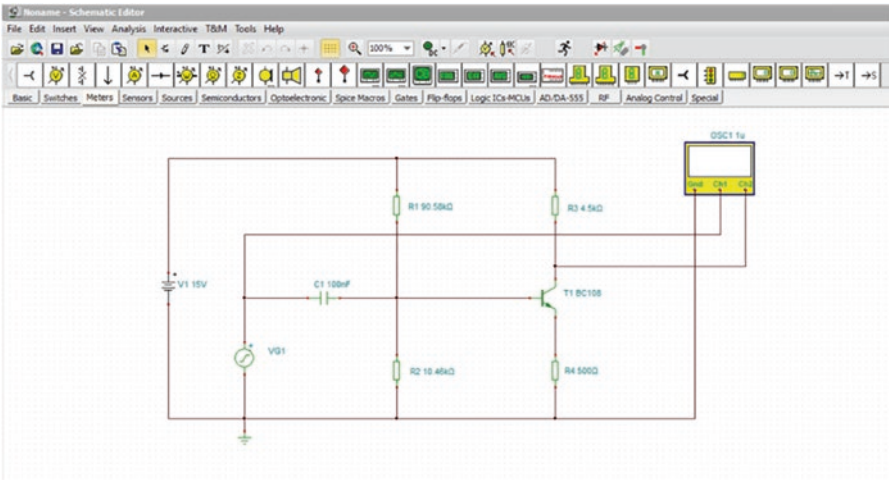 Noname - Schematic Editor
File Edit Insert View Analysis Interactive T&M Tools Help
100%
Basic Switches Meters Sensors Sources Semiconductors Optoelectronic Spice Macros Gates Flip-flops Logic ICs-MCUs AD/DA-555 RF Analog Control Special
OSC1 1u
Gnd Ch1 Ch2
R1 90.58kΩ
R3 4.5kΩ
V1 15V
C1 100nF
T1 BC108
VG1
R2 10.46kΩ
R4 500Ω